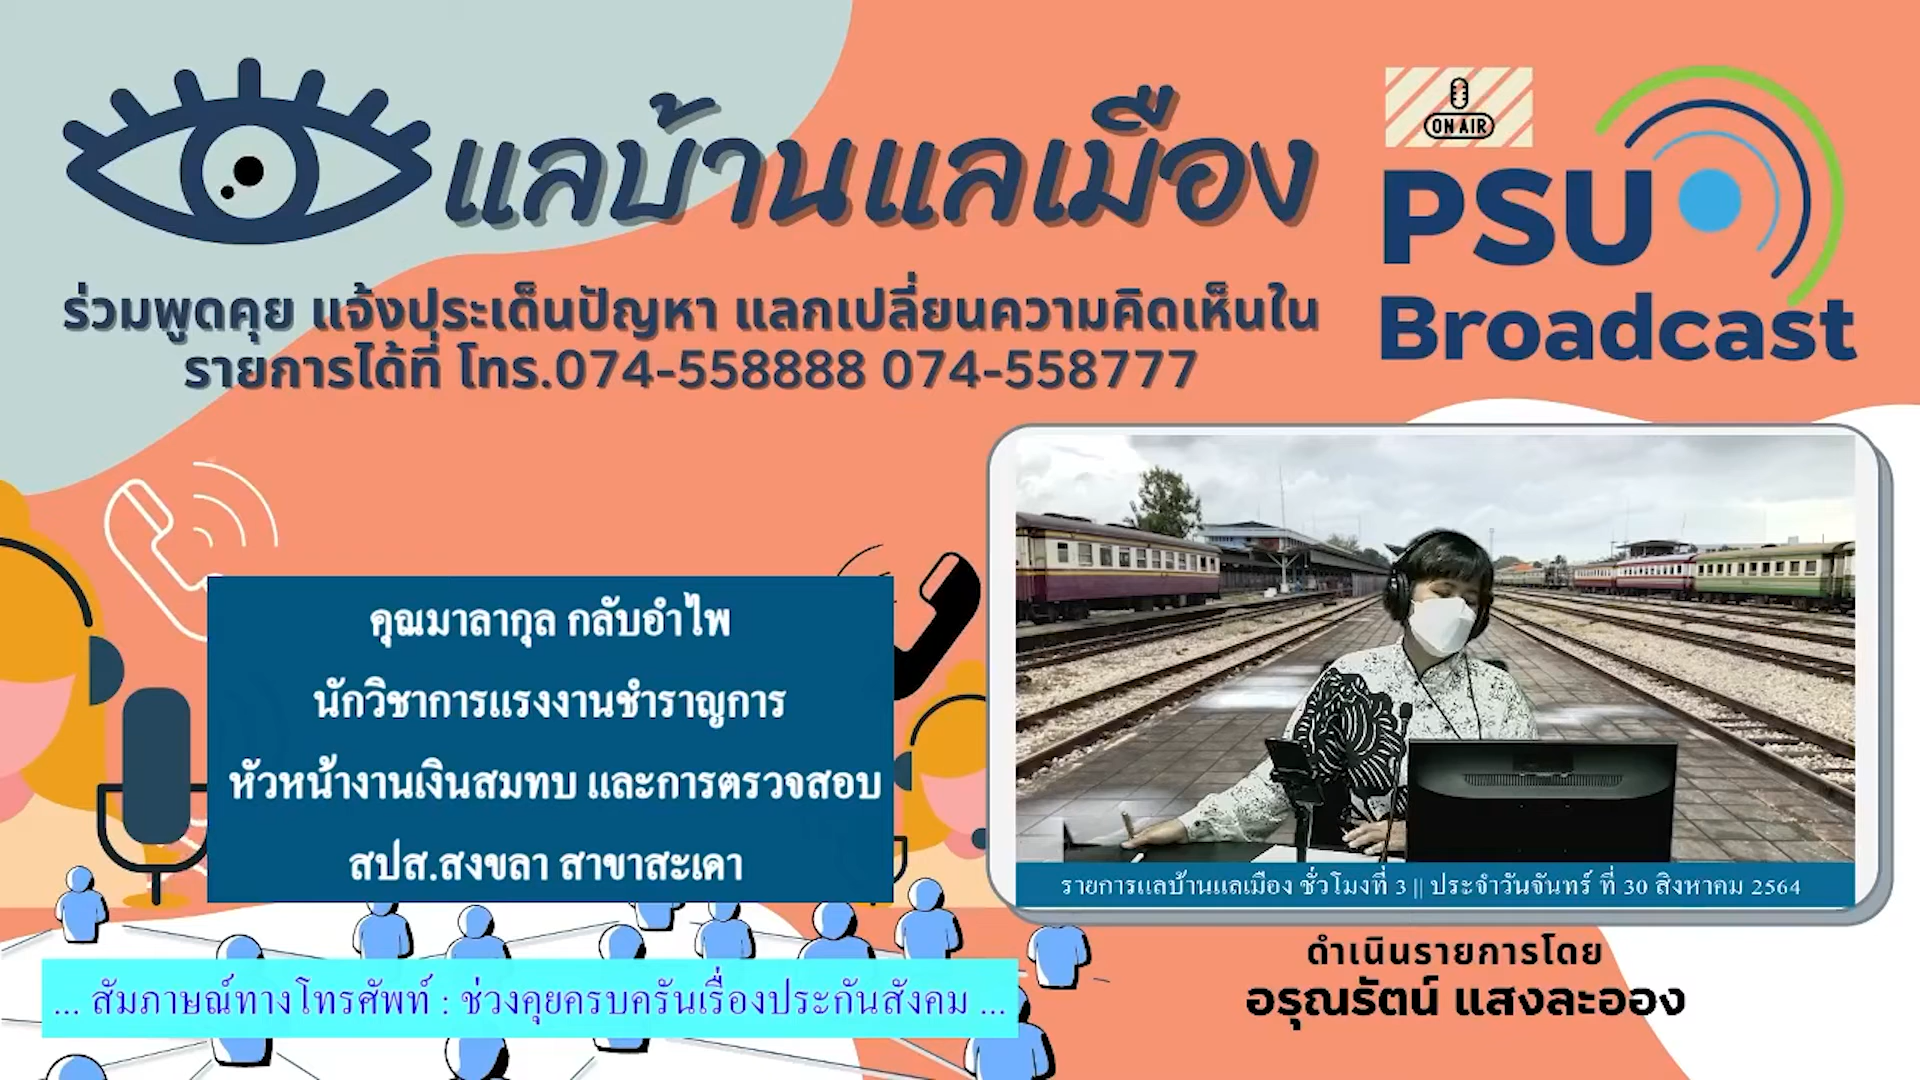 แลบ้านแลเมือง
ON AIR
PSU
Broadcast
ร่วมพูดคุย แจ้งประเด็นปัญหา แลกเปลี่ยนความคิดเห็นใน
รายการได้ที่ โทร.074-558888 074-558777
คุณมาลากุล กลับอำไพ
นักวิชาการแรงงานชำราญการ
หัวหน้างานเงินสมทบ และการตรวจสอบ
สปส.สงขลา สาขาสะเดา
รายการแลบ้านแลเมือง ชั่วโมงที่ 3 || ประจำวันจันทร์ ที่ 30 สิงหาคม 2564
ดำเนินรายการโดย
อรุณรัตน์ แสงละออง
... สัมภาษณ์ทางโทรศัพท์ : ช่วงคุยครบครันเรื่องประกันสังคม ...